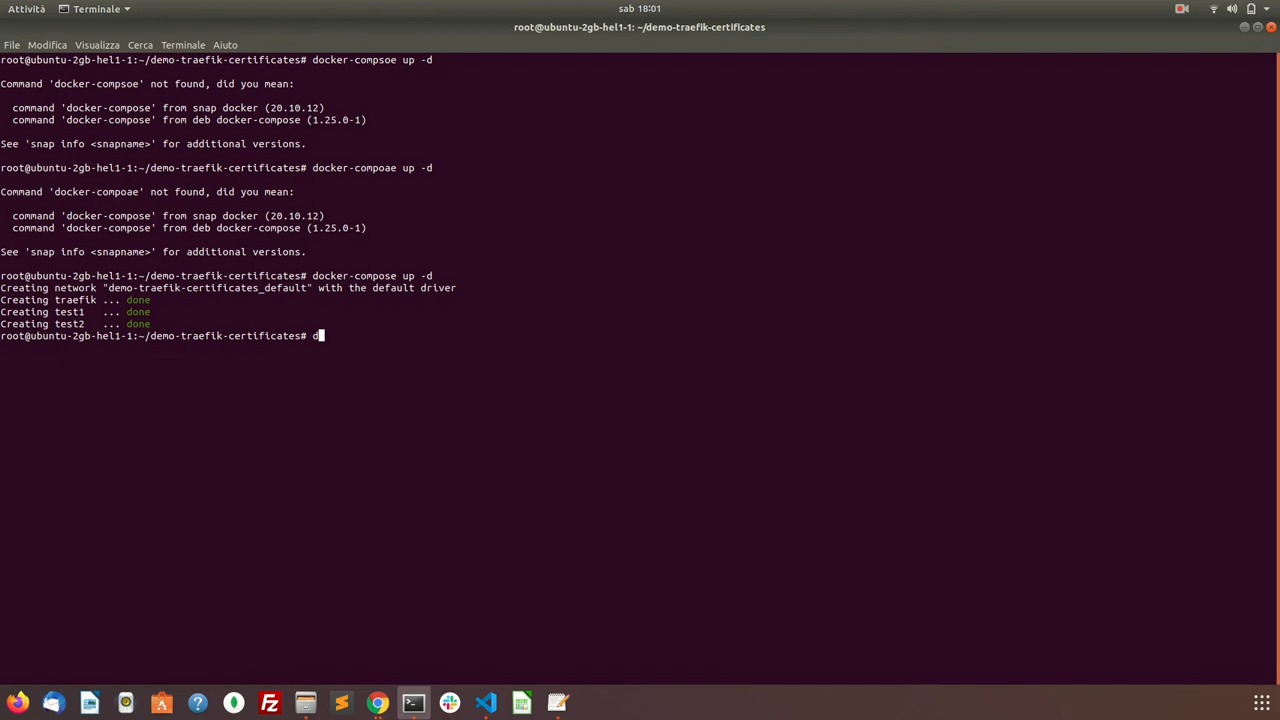 Attività Terminale sab 18:01
root@ubuntu-2gb-hel1-1: ~/demo-traefik-certificates
File Modifica Visualizza Cerca Terminale Aiuto
root@ubuntu-2gb-hel1-1:~/demo-traefik-certificates# docker-compsoe up -d
Command 'docker-compsoe' not found, did you mean:
command 'docker-compose' from snap docker (20.10.12)
command 'docker-compose' from deb docker-compose (1.25.0-1)
See 'snap info <snapname>' for additional versions.
root@ubuntu-2gb-hel1-1:~/demo-traefik-certificates# docker-compoae up -d
Command 'docker-compoae' not found, did you mean:
command 'docker-compose' from snap docker (20.10.12)
command 'docker-compose' from deb docker-compose (1.25.0-1)
See 'snap info <snapname>' for additional versions.
root@ubuntu-2gb-hel1-1:~/demo-traefik-certificates# docker-compose up -d
Creating network "demo-traefik-certificates_default" with the default driver
Creating traefik ... done
Creating test1 ... done
Creating test2 ... done
root@ubuntu-2gb-hel1-1:~/demo-traefik-certificates# d